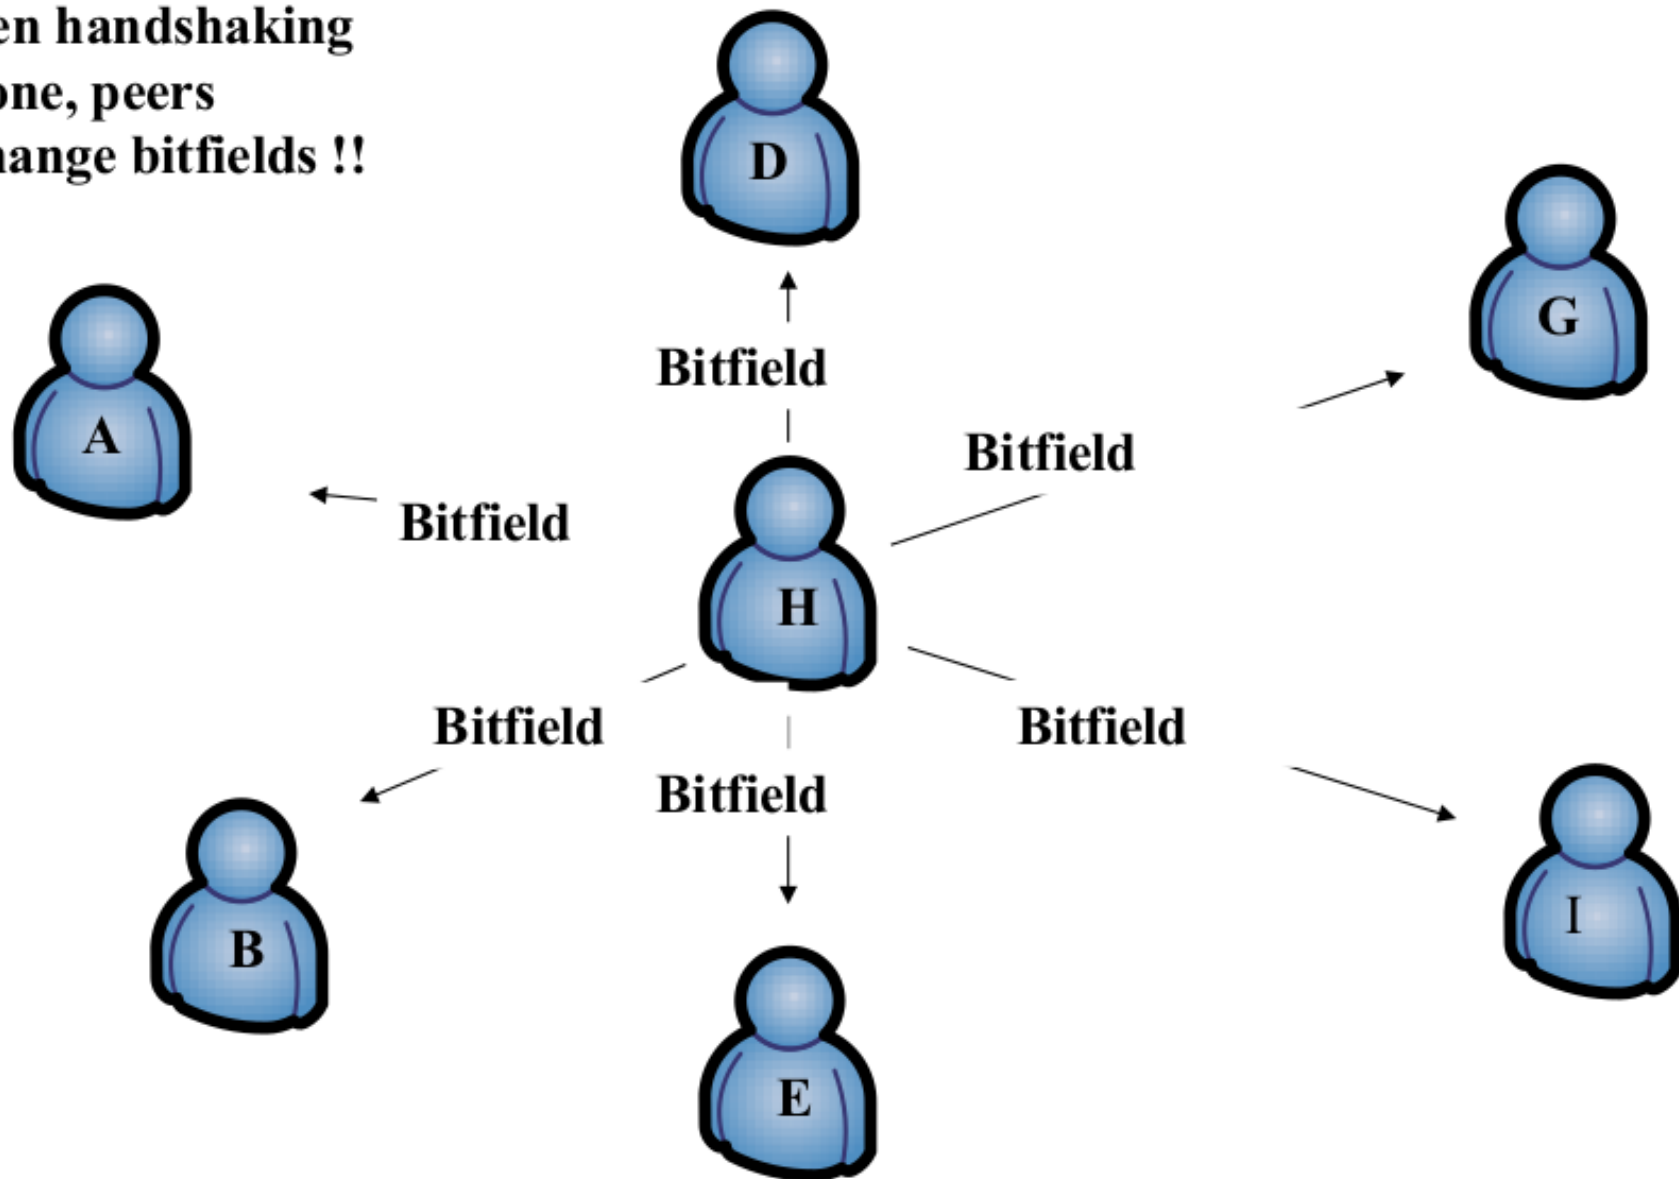 en handshaking
one, peers
hange bitfields !!
D
G
Bitfield
A
Bitfield
Bitfield
H
Bitfield
Bitfield
Bitfield
I
B
E